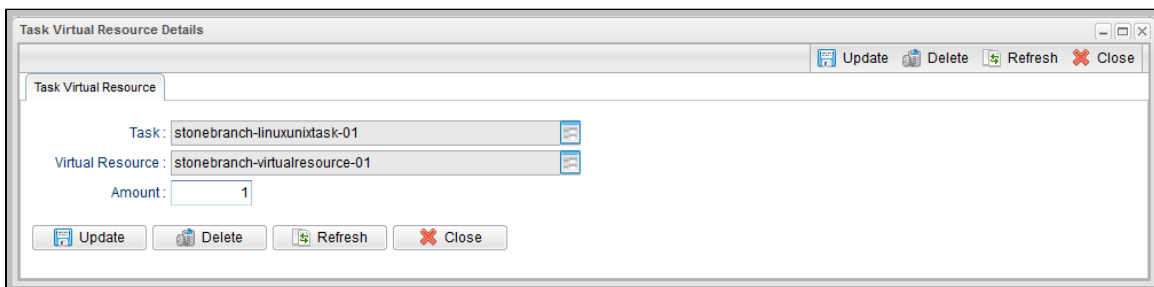 Task Virtual Resource Details
Update Delete Refresh Close
Task Virtual Resource
Task : stonebranch-linuxunixtask-01
Virtual Resource : stonebranch-virtualresource-01
Amount : 1
Update Delete Refresh Close